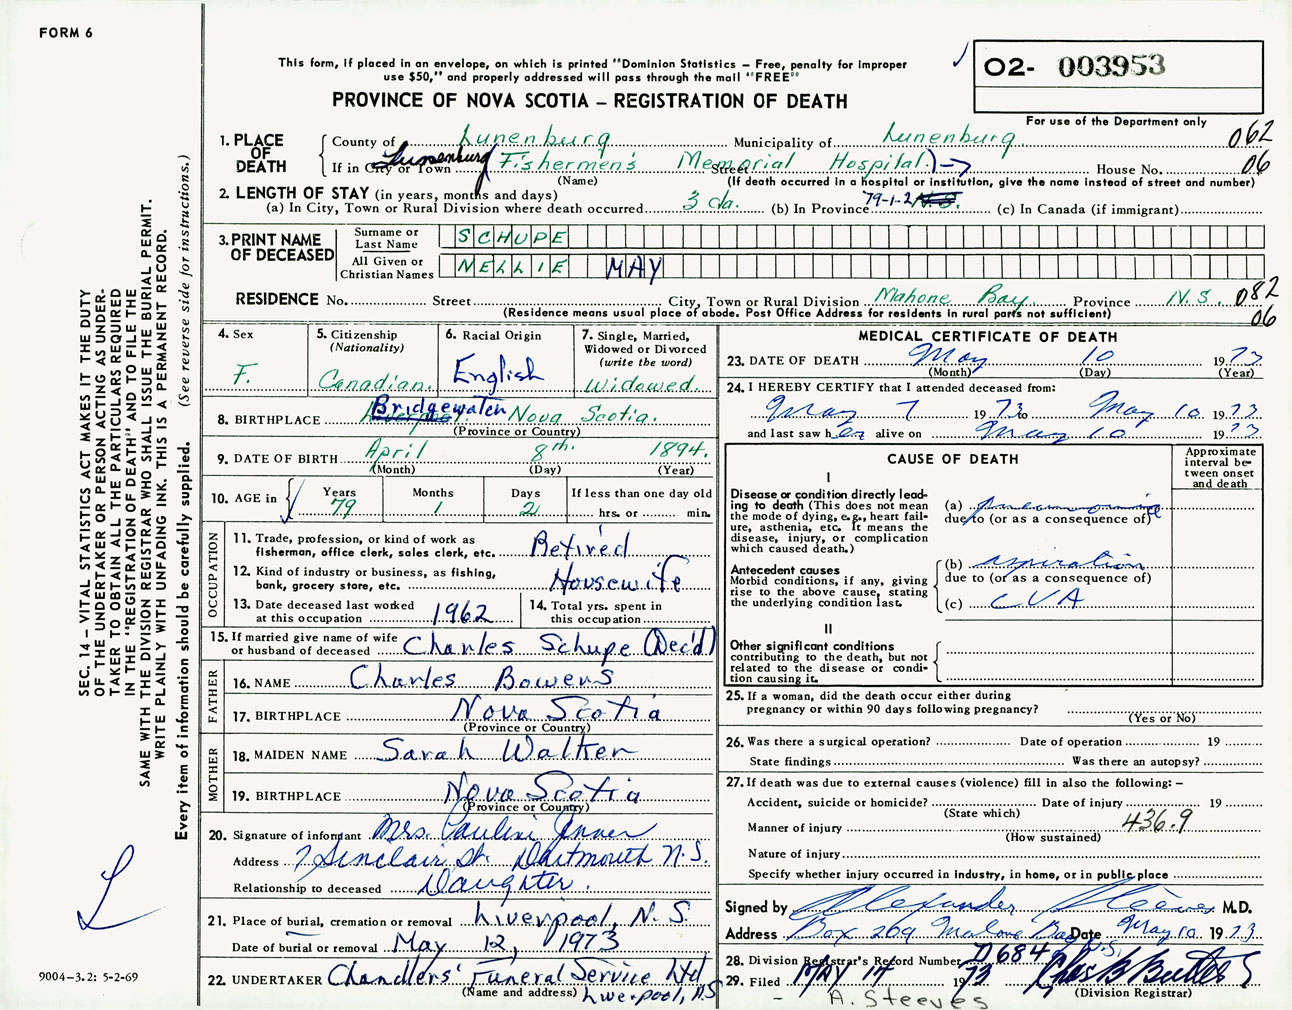 FORM 6
This form, if placed in an envelope, on which is printed "Dominion Statistics – Free, penalty for improper
use $50," and properly addressed will pass through the mail "FREE"
PROVINCE OF NOVA SCOTIA – REGISTRATION OF DEATH
O2- 003953
For use of the Department only
062
06
1. PLACE OF DEATH
County of Lunenburg Municipality of Lunenburg
If in City or Town Lunenburg Fishermen's Memorial Hospital Street House No.
(Name) (If death occurred in a hospital or institution, give the name instead of street and number)
2. LENGTH OF STAY (in years, months and days)
(a) In City, Town or Rural Division where death occurred 3 da. (b) In Province 79-1-2 N.S. (c) In Canada (if immigrant)
3. PRINT NAME OF DECEASED
Surname or Last Name SCHUPE
All Given or Christian Names NELLIE MAY
RESIDENCE No. Street City, Town or Rural Division Mahone Bay Province N.S. 082
(Residence means usual place of abode. Post Office Address for residents in rural parts not sufficient) 06
4. Sex F.
5. Citizenship (Nationality) Canadian.
6. Racial Origin English
7. Single, Married, Widowed or Divorced (write the word) Widowed
8. BIRTHPLACE Bridgewater Nova Scotia.
(Province or Country)
9. DATE OF BIRTH April 8th. 1894.
(Month) (Day) (Year)
10. AGE in Years 79 Months 1 Days 2 If less than one day old
hrs. or min.
OCCUPATION
11. Trade, profession, or kind of work as
fisherman, office clerk, sales clerk, etc. Retired
12. Kind of industry or business, as fishing,
bank, grocery store, etc. Housewife
13. Date deceased last worked
at this occupation 1962
14. Total yrs. spent in
this occupation
15. If married give name of wife
or husband of deceased Charles Schupe (Dec'd)
FATHER
16. NAME Charles Bowers
17. BIRTHPLACE Nova Scotia
(Province or Country)
MOTHER
18. MAIDEN NAME Sarah Walker
19. BIRTHPLACE Nova Scotia
(Province or Country)
20. Signature of informant Mrs.
Address 7 Sinclair St. Dartmouth N.S.
Relationship to deceased Daughter.
21. Place of burial, cremation or removal Liverpool, N.S.
Date of burial or removal May 12, 1973
22. UNDERTAKER Chandlers' Funeral Service Ltd
(Name and address) Liverpool, N.S
MEDICAL CERTIFICATE OF DEATH
23. DATE OF DEATH May 10 1973
(Month) (Day) (Year)
24. I HEREBY CERTIFY that I attended deceased from:
May 7 1973 to May 10 1973
and last saw her alive on May 10 1973
CAUSE OF DEATH
Approximate
interval be-
tween onset
and death
I
Disease or condition directly lead-
ing to death (This does not mean
the mode of dying, e.g., heart fail-
ure, asthenia, etc. It means the
disease, injury, or complication
which caused death.)
(a) pneumonia
due to (or as a consequence of)
Antecedent causes
Morbid conditions, if any, giving
rise to the above cause, stating
the underlying condition last.
(b) aspiration
due to (or as a consequence of)
(c) CVA
II
Other significant conditions
contributing to the death, but not
related to the disease or condi-
tion causing it.
25. If a woman, did the death occur either during
pregnancy or within 90 days following pregnancy?
(Yes or No)
26. Was there a surgical operation? Date of operation 19
State findings Was there an autopsy?
27. If death was due to external causes (violence) fill in also the following: –
Accident, suicide or homicide? Date of injury 19
(State which)
Manner of injury 436.9
(How sustained)
Nature of injury
Specify whether injury occurred in industry, in home, or in public place
Signed by Alexander Steeves M.D.
Address Box 269 Mahone Bay N.S. Date May 10 1973
28. Division Registrar's Record Number 11684
29. Filed MAY 14 1973 Chas B Butler
(Division Registrar)
- A. Steeves
SEC. 14 – VITAL STATISTICS ACT MAKES IT THE DUTY
OF THE UNDERTAKER OR PERSON ACTING AS UNDER-
TAKER TO OBTAIN ALL THE PARTICULARS REQUIRED
IN THE "REGISTRATION OF DEATH" AND TO FILE THE
SAME WITH THE DIVISION REGISTRAR WHO SHALL ISSUE THE BURIAL PERMIT.
WRITE PLAINLY WITH UNFADING INK. THIS IS A PERMANENT RECORD.
Every item of information should be carefully supplied. (See reverse side for instructions.)
L
9004-3.2: 5-2-69